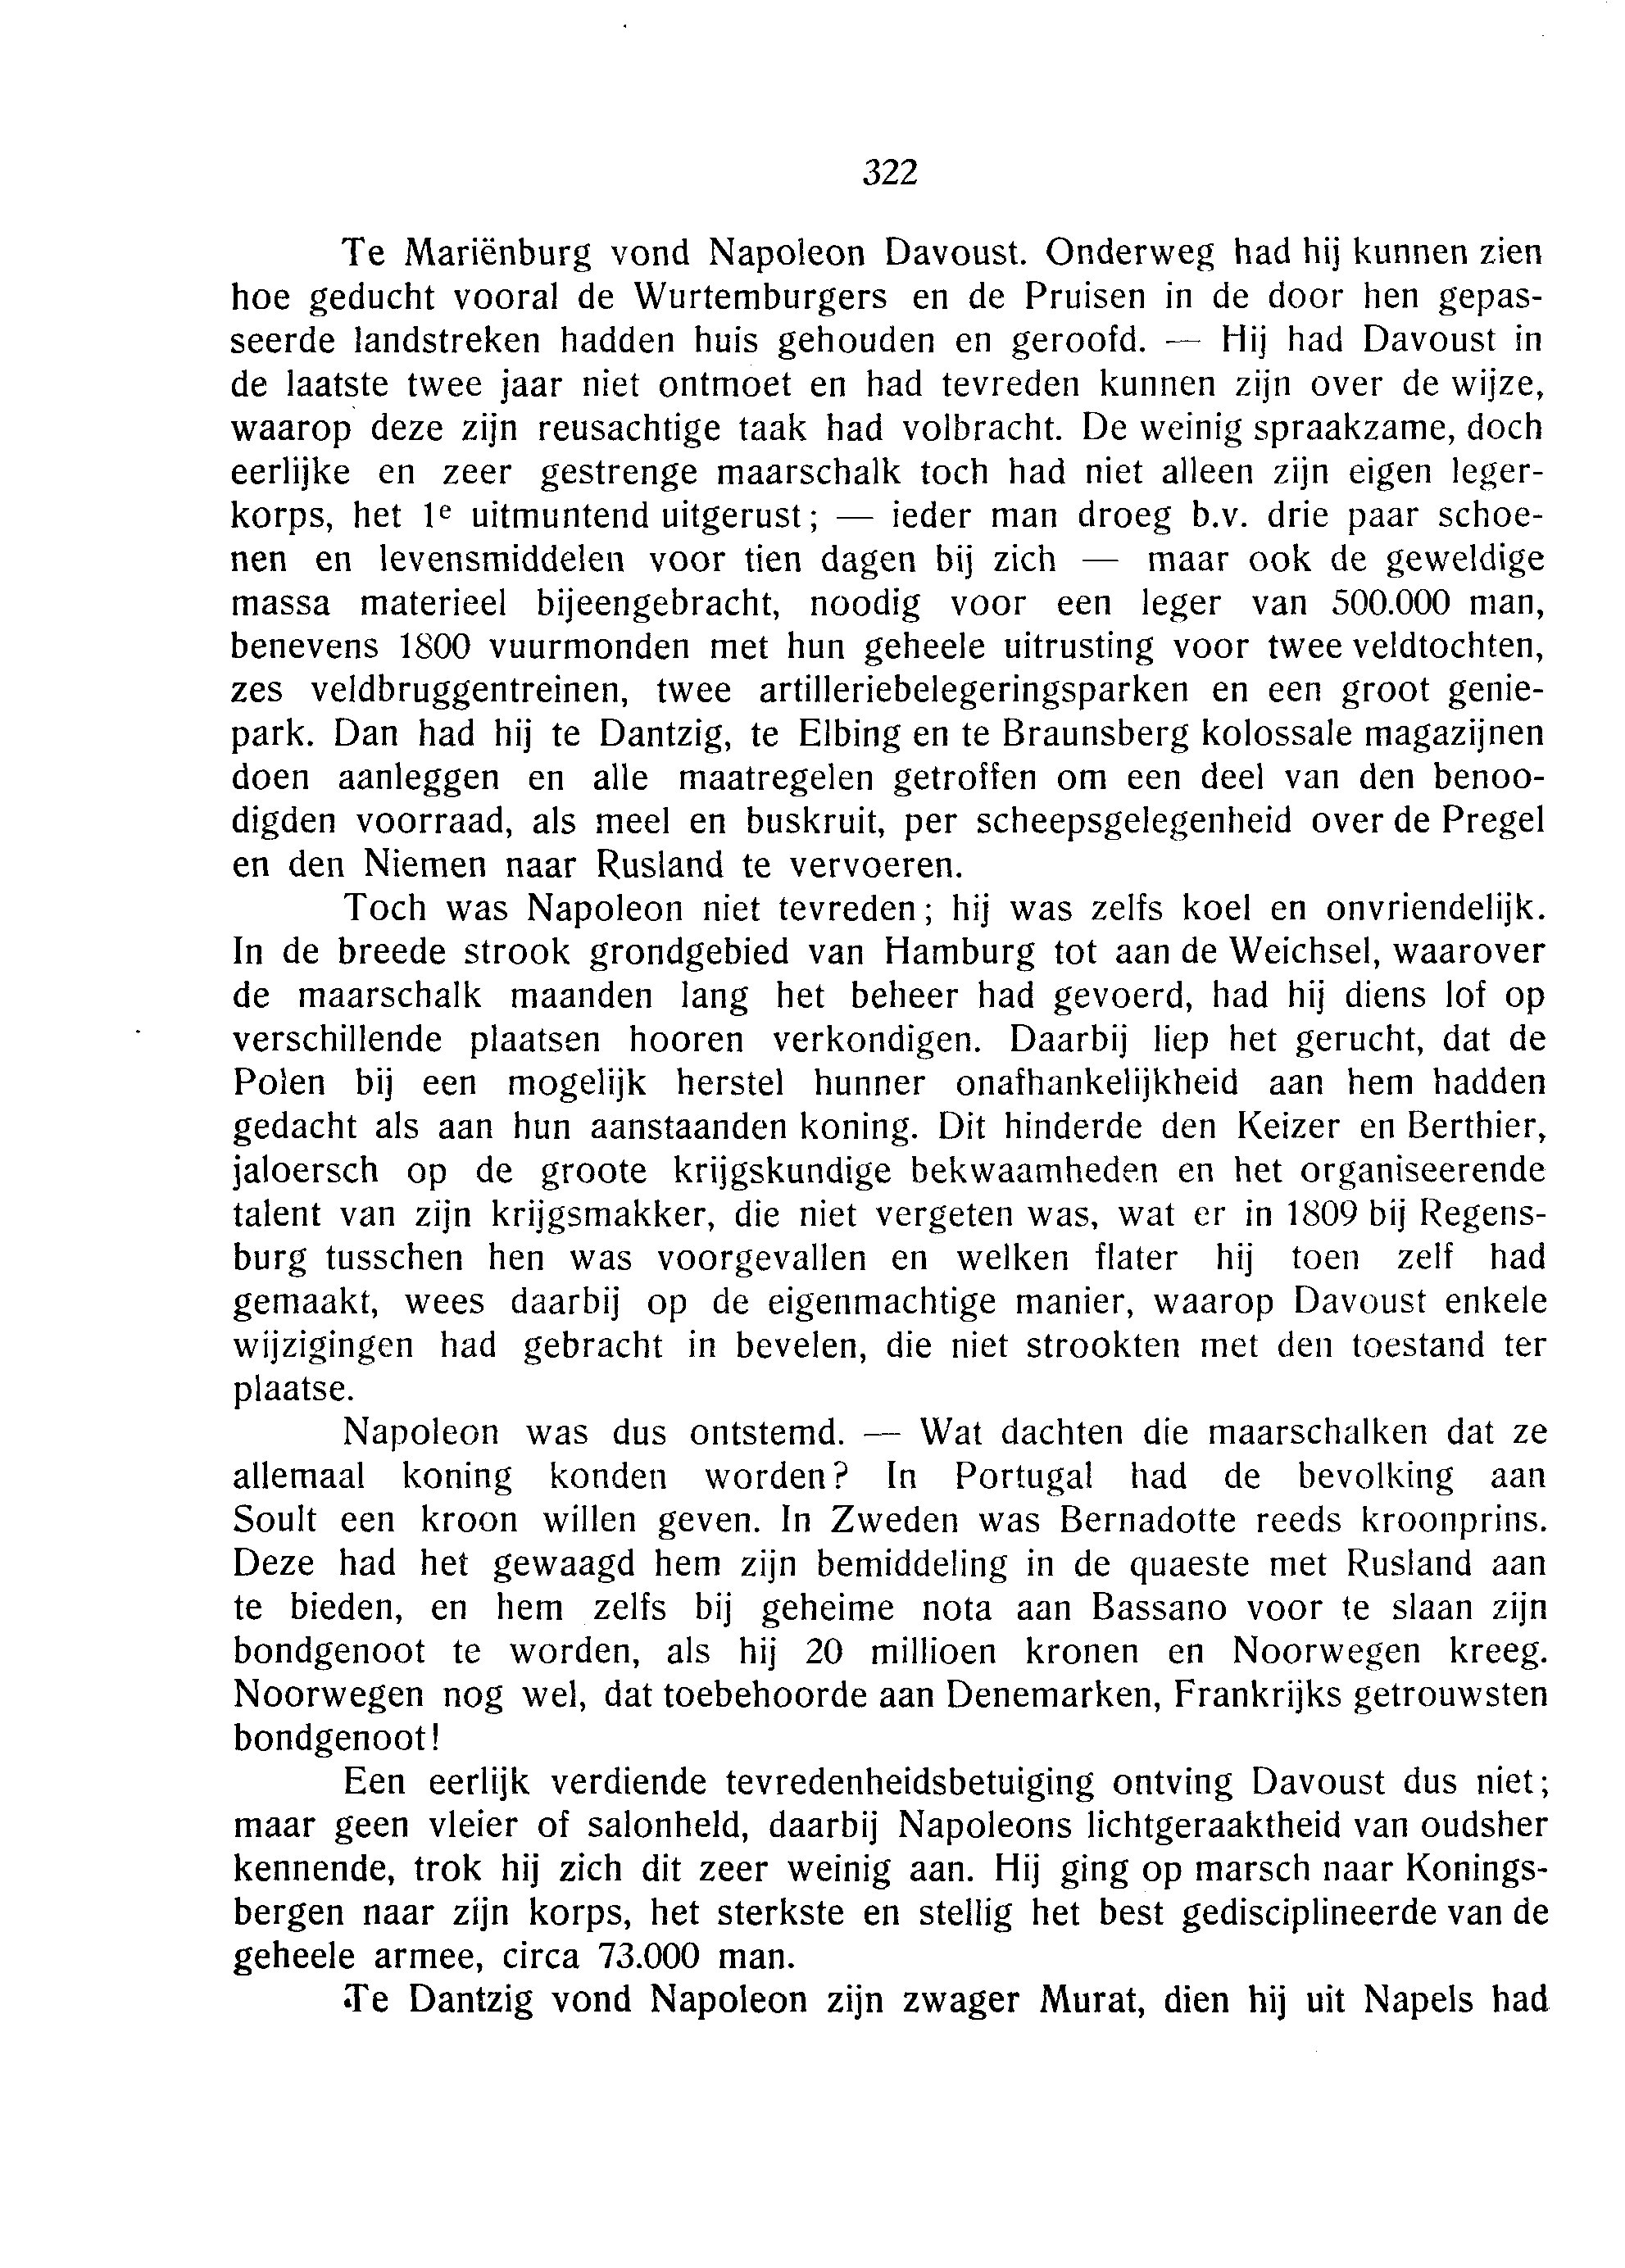 322
Te Mariënburg vond Napoleon Davoust. Onderweg had hij kunnen zien
hoe geducht vooral de Wurtemburgers en de Pruisen in de door hen gepas-
seerde landstreken hadden huis gehouden en geroofd. — Hij had Davoust in
de laatste twee jaar niet ontmoet en had tevreden kunnen zijn over de wijze,
waarop deze zijn reusachtige taak had volbracht. De weinig spraakzame, doch
eerlijke en zeer gestrenge maarschalk toch had niet alleen zijn eigen leger-
korps, het 1e uitmuntend uitgerust; — ieder man droeg b.v. drie paar schoe-
nen en levensmiddelen voor tien dagen bij zich — maar ook de geweldige
massa materieel bijeengebracht, noodig voor een leger van 500.000 man,
benevens 1800 vuurmonden met hun geheele uitrusting voor twee veldtochten,
zes veldbruggentreinen, twee artilleriebelegeringsparken en een groot genie-
park. Dan had hij te Dantzig, te Elbing en te Braunsberg kolossale magazijnen
doen aanleggen en alle maatregelen getroffen om een deel van den benoo-
digden voorraad, als meel en buskruit, per scheepsgelegenheid over de Pregel
en den Niemen naar Rusland te vervoeren.
Toch was Napoleon niet tevreden; hij was zelfs koel en onvriendelijk.
In de breede strook grondgebied van Hamburg tot aan de Weichsel, waarover
de maarschalk maanden lang het beheer had gevoerd, had hij diens lof op
verschillende plaatsen hooren verkondigen. Daarbij liep het gerucht, dat de
Polen bij een mogelijk herstel hunner onafhankelijkheid aan hem hadden
gedacht als aan hun aanstaanden koning. Dit hinderde den Keizer en Berthier,
jaloersch op de groote krijgskundige bekwaamheden en het organiseerende
talent van zijn krijgsmakker, die niet vergeten was, wat er in 1809 bij Regens-
burg tusschen hen was voorgevallen en welken flater hij toen zelf had
gemaakt, wees daarbij op de eigenmachtige manier, waarop Davoust enkele
wijzigingen had gebracht in bevelen, die niet strookten met den toestand ter
plaatse.
Napoleon was dus ontstemd. — Wat dachten die maarschalken dat ze
allemaal koning konden worden? In Portugal had de bevolking aan
Soult een kroon willen geven. In Zweden was Bernadotte reeds kroonprins.
Deze had het gewaagd hem zijn bemiddeling in de quaeste met Rusland aan
te bieden, en hem zelfs bij geheime nota aan Bassano voor te slaan zijn
bondgenoot te worden, als hij 20 millioen kronen en Noorwegen kreeg.
Noorwegen nog wel, dat toebehoorde aan Denemarken, Frankrijks getrouwsten
bondgenoot!
Een eerlijk verdiende tevredenheidsbetuiging ontving Davoust dus niet;
maar geen vleier of salonheld, daarbij Napoleons lichtgeraaktheid van oudsher
kennende, trok hij zich dit zeer weinig aan. Hij ging op marsch naar Konings-
bergen naar zijn korps, het sterkste en stellig het best gedisciplineerde van de
geheele armee, circa 73.000 man.
Te Dantzig vond Napoleon zijn zwager Murat, dien hij uit Napels had